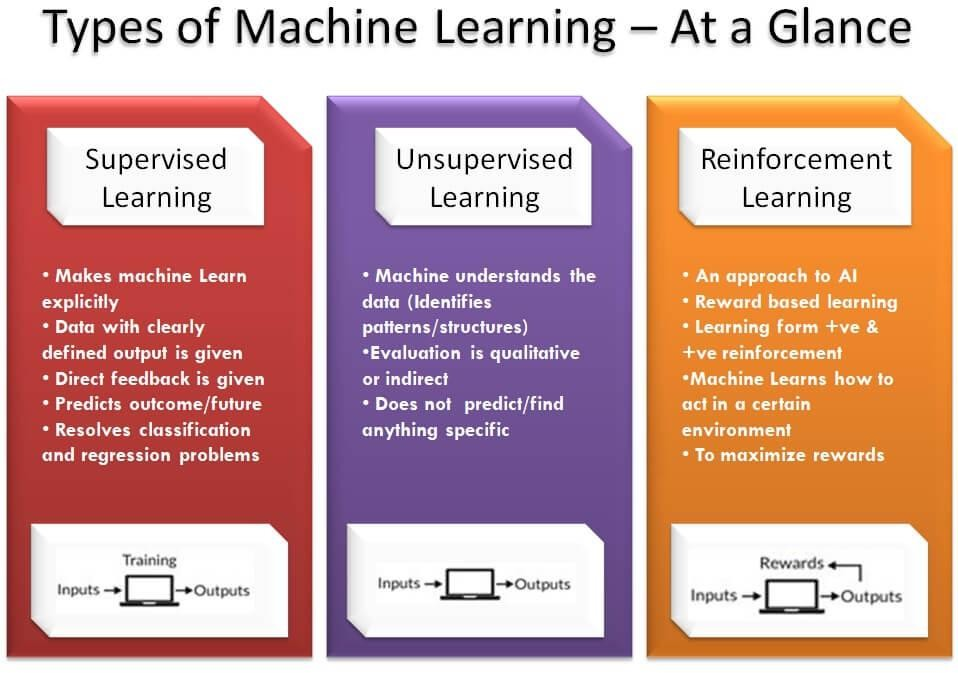 Types of Machine Learning – At a Glance
Supervised
Learning
• Makes machine Learn
explicitly
• Data with clearly
defined output is given
• Direct feedback is given
• Predicts outcome/future
• Resolves classification
and regression problems
Training
Inputs
Outputs
Unsupervised
Learning
• Machine understands the
data (Identifies
patterns/structures)
•Evaluation is qualitative
or indirect
• Does not predict/find
anything specific
Inputs
Outputs
Reinforcement
Learning
• An approach to AI
• Reward based learning
• Learning form +ve &
+ve reinforcement
•Machine Learns how to
act in a certain
environment
• To maximize rewards
Rewards
Inputs
Outputs